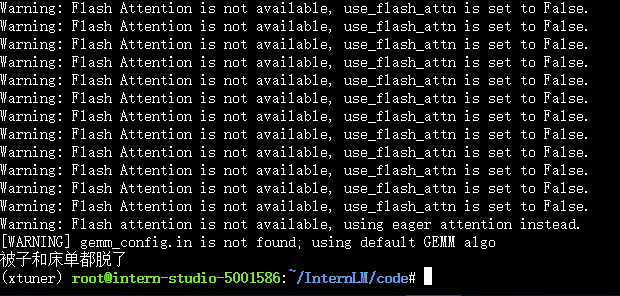 Warning: Flash Attention is not available, use_flash_attn is set to False.
Warning: Flash Attention is not available, use_flash_attn is set to False.
Warning: Flash Attention is not available, use_flash_attn is set to False.
Warning: Flash Attention is not available, use_flash_attn is set to False.
Warning: Flash Attention is not available, use_flash_attn is set to False.
Warning: Flash Attention is not available, use_flash_attn is set to False.
Warning: Flash Attention is not available, use_flash_attn is set to False.
Warning: Flash Attention is not available, use_flash_attn is set to False.
Warning: Flash Attention is not available, use_flash_attn is set to False.
Warning: Flash Attention is not available, use_flash_attn is set to False.
Warning: Flash Attention is not available, use_flash_attn is set to False.
Warning: Flash Attention is not available, use_flash_attn is set to False.
Warning: Flash attention is not available, using eager attention instead.
[WARNING] gemm_config.in is not found; using default GEMM algo
被子和床单都脱了
(xtuner) root@intern-studio-5001586:~/InternLM/code#